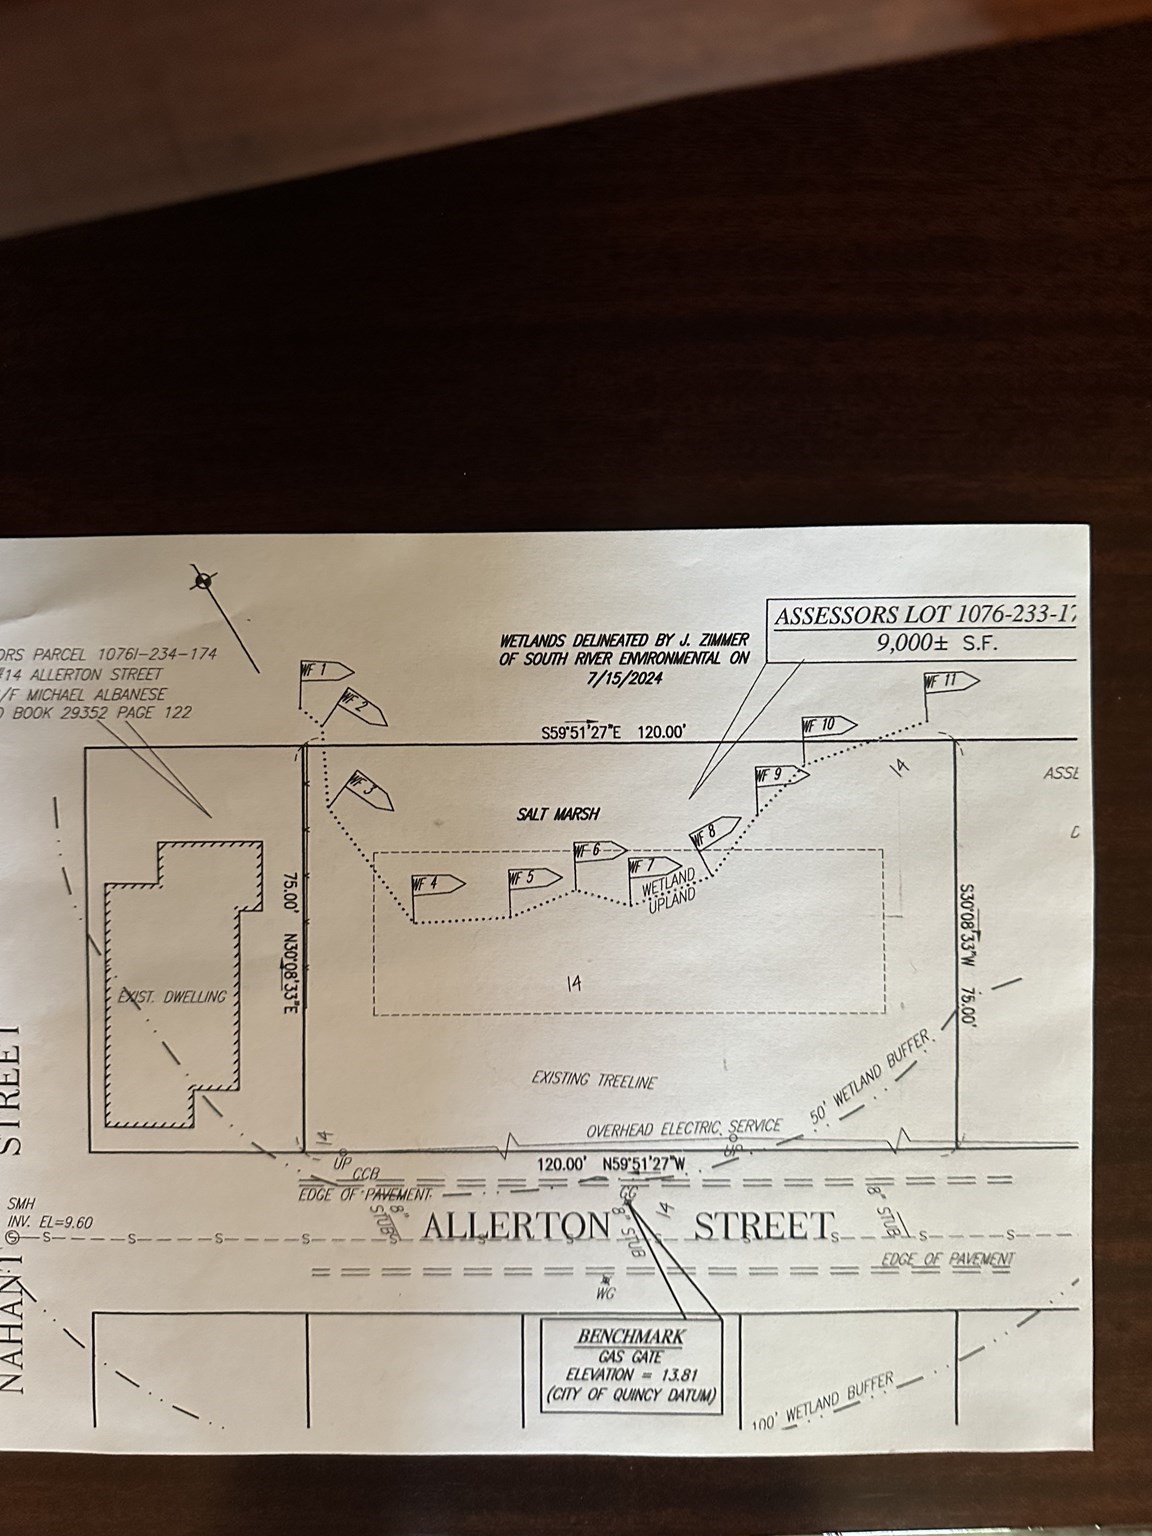 ASSESSORS LOT 1076-233-17
9,000± S.F.
WETLANDS DELINEATED BY J. ZIMMER
OF SOUTH RIVER ENVIRONMENTAL ON
7/15/2024
ORS PARCEL 1076I-234-174
#14 ALLERTON STREET
/F MICHAEL ALBANESE
D BOOK 29352 PAGE 122
WF 1
WF 2
WF 3
WF 4
WF 5
WF 6
WF 7
WF 8
WF 9
WF 10
WF 11
S59°51'27"E 120.00'
14
ASSE
SALT MARSH
WETLAND
UPLAND
75.00' N30°08'33"E
S30°08'33"W 75.00'
14
EXIST. DWELLING
EXISTING TREELINE
50' WETLAND BUFFER
OVERHEAD ELECTRIC SERVICE
14
UP
UP
CCB
120.00' N59°51'27"W
EDGE OF PAVEMENT
GG
8" STUB
8" STUB
8" STUB
14
ALLERTON STREET
SMH
INV. EL=9.60
S
S
S
S
S
S
S
S
S
S
EDGE OF PAVEMENT
WG
NAHANT STREET
BENCHMARK
GAS GATE
ELEVATION = 13.81
(CITY OF QUINCY DATUM)
100' WETLAND BUFFER